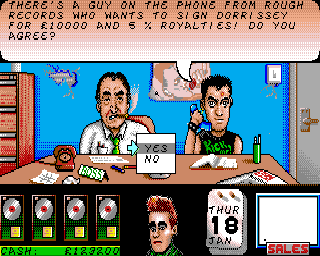 THERE'S A GUY ON THE PHONE FROM ROUGH
RECORDS WHO WANTS TO SIGN DORRISSEY
FOR £10000 AND 5 % ROYALTIES! DO YOU
AGREE?
YES
NO
THUR
18
JAN
CASH: £129200
SALES